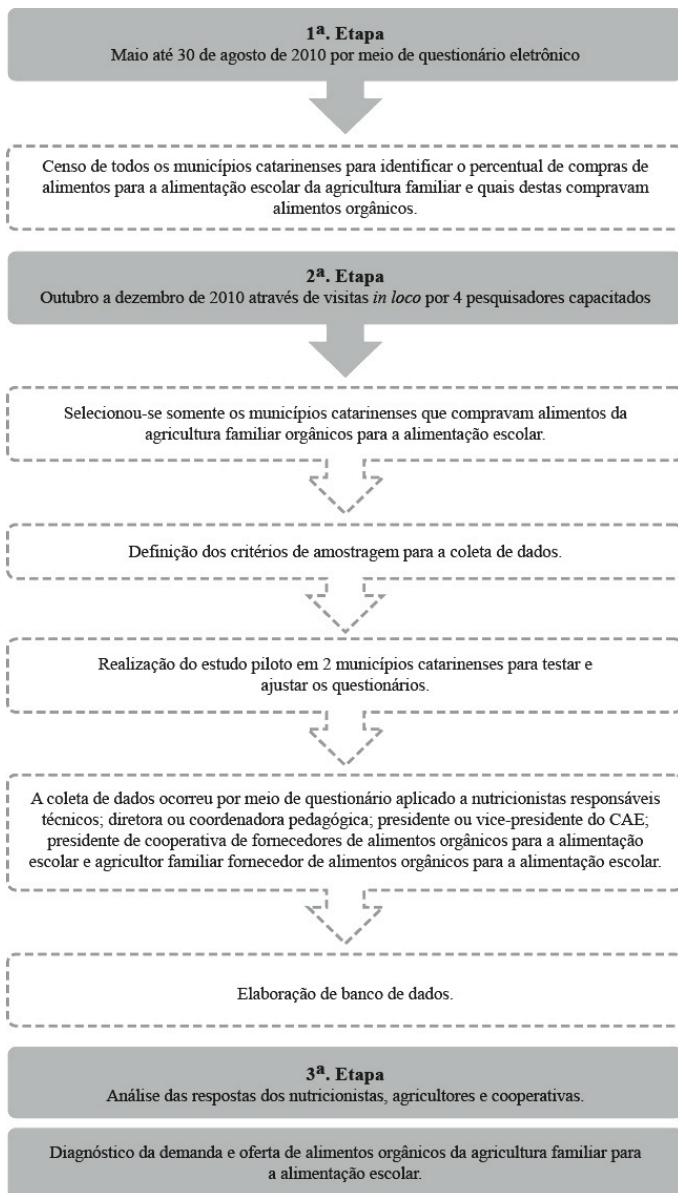 1ª. Etapa
Maio até 30 de agosto de 2010 por meio de questionário eletrônico
Censo de todos os municípios catarinenses para identificar o percentual de compras de
alimentos para a alimentação escolar da agricultura familiar e quais destas compravam
alimentos orgânicos.
2ª. Etapa
Outubro a dezembro de 2010 através de visitas in loco por 4 pesquisadores capacitados
Selecionou-se somente os municípios catarinenses que compravam alimentos da
agricultura familiar orgânicos para a alimentação escolar.
Definição dos critérios de amostragem para a coleta de dados.
Realização do estudo piloto em 2 municípios catarinenses para testar e
ajustar os questionários.
A coleta de dados ocorreu por meio de questionário aplicado a nutricionistas responsáveis
técnicos; diretora ou coordenadora pedagógica; presidente ou vice-presidente do CAE;
presidente de cooperativa de fornecedores de alimentos orgânicos para a alimentação
escolar e agricultor familiar fornecedor de alimentos orgânicos para a alimentação escolar.
Elaboração de banco de dados.
3ª. Etapa
Análise das respostas dos nutricionistas, agricultores e cooperativas.
Diagnóstico da demanda e oferta de alimentos orgânicos da agricultura familiar para
a alimentação escolar.